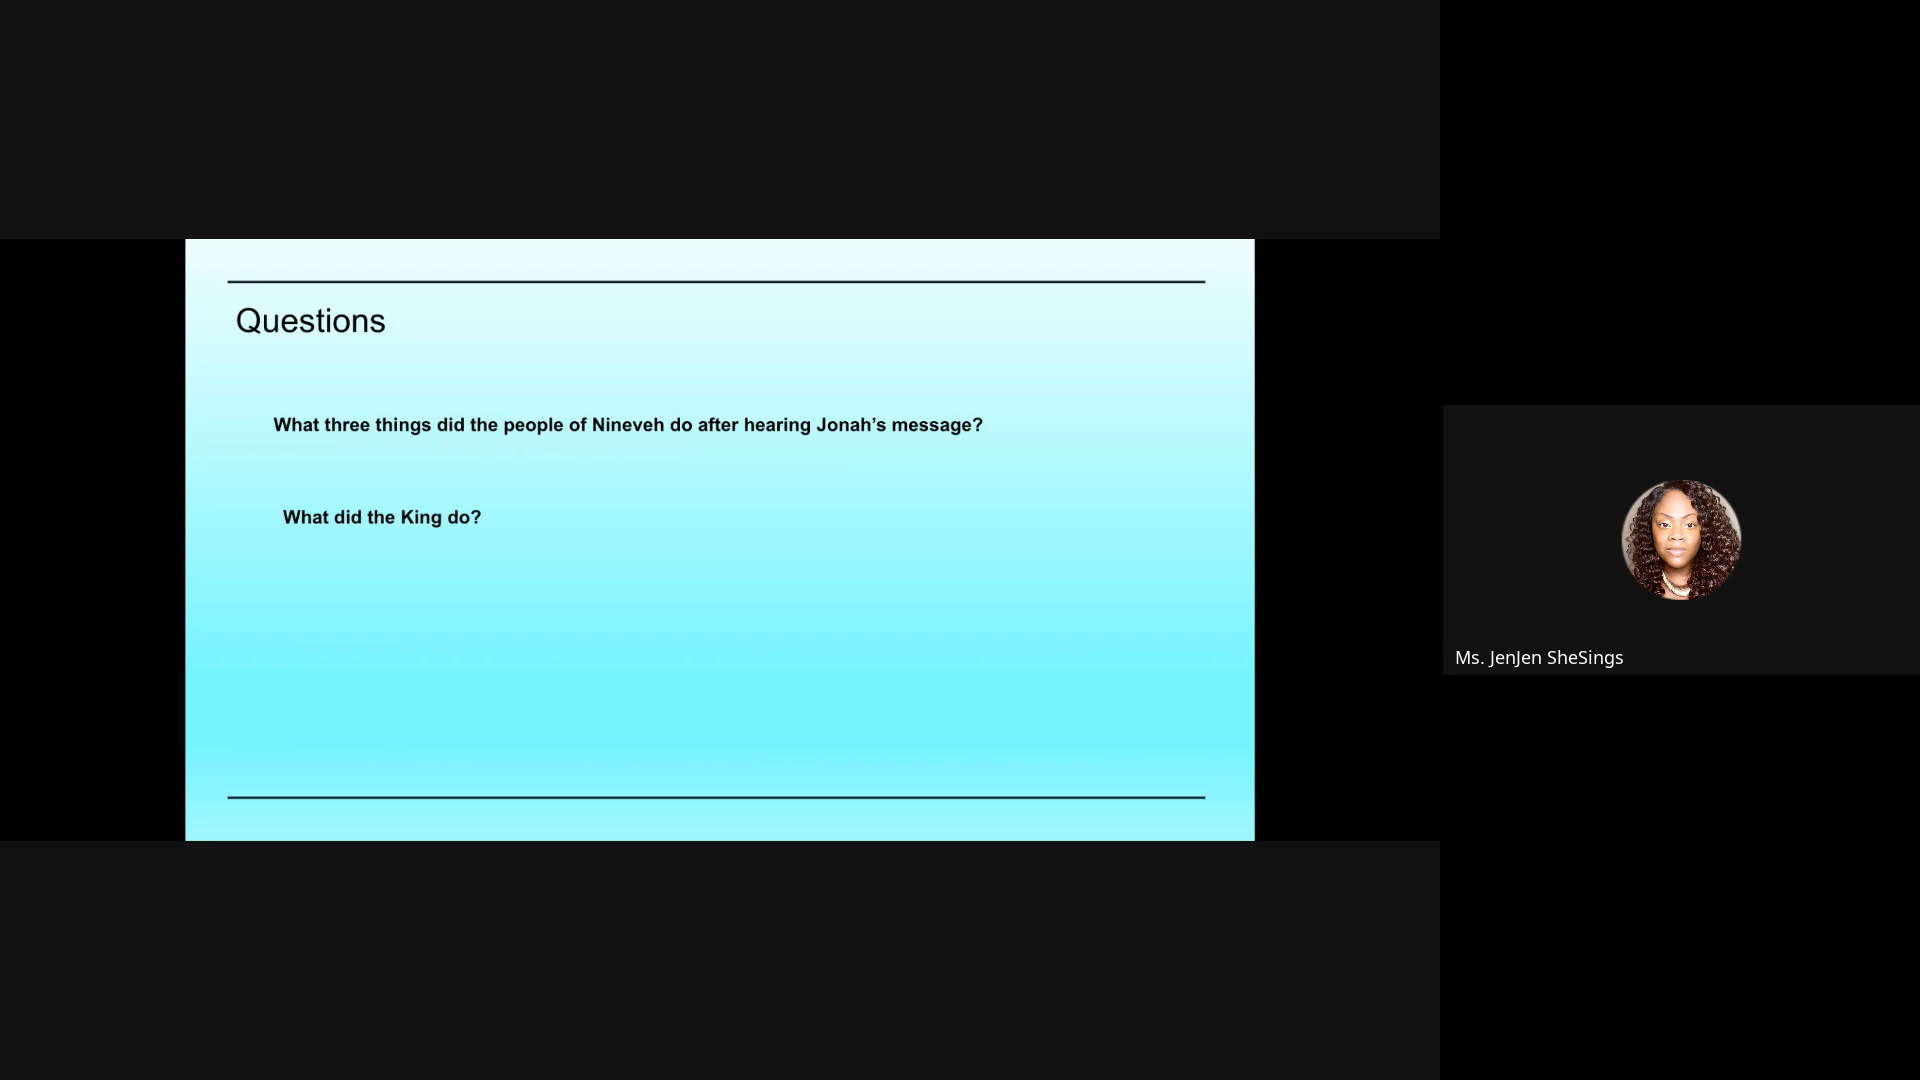 Questions
What three things did the people of Nineveh do after hearing Jonah’s message?
What did the King do?
Ms. JenJen SheSings